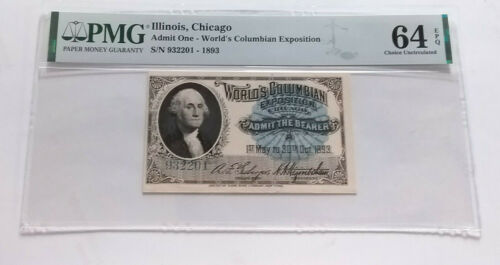 PMG
PAPER MONEY GUARANTY
Illinois, Chicago
Admit One - World's Columbian Exposition
S/N 932201 - 1893
64 EPQ
Choice Uncirculated
WORLD'S COLUMBIAN
EXPOSITION
CHICAGO
ADMIT THE BEARER
1ST May to 30TH Oct. 1893.
932201